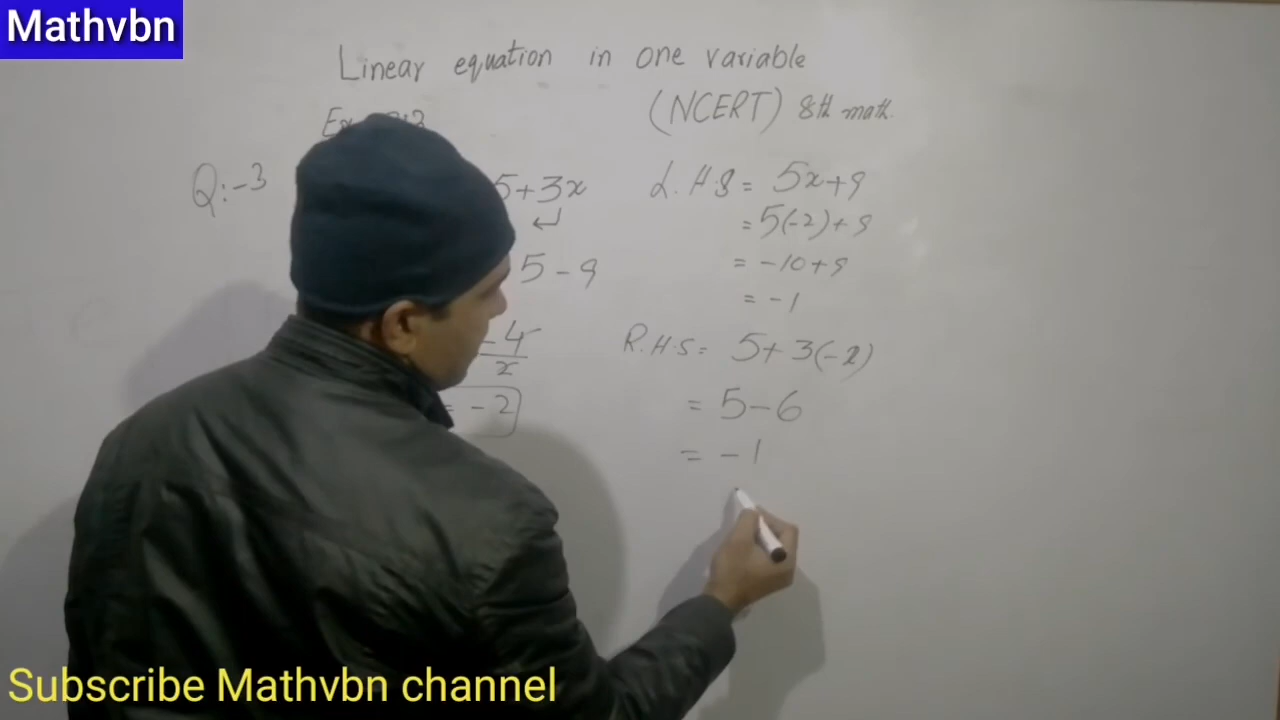 Mathvbn
Linear equation in one variable
(NCERT) 8th math.
Q:-3
5+3x
5-9
-4
x
= -2
L.H.S = 5x+9
= 5(-2)+9
= -10+9
= -1
R.H.S = 5+3(-2)
= 5-6
= -1
Subscribe Mathvbn channel